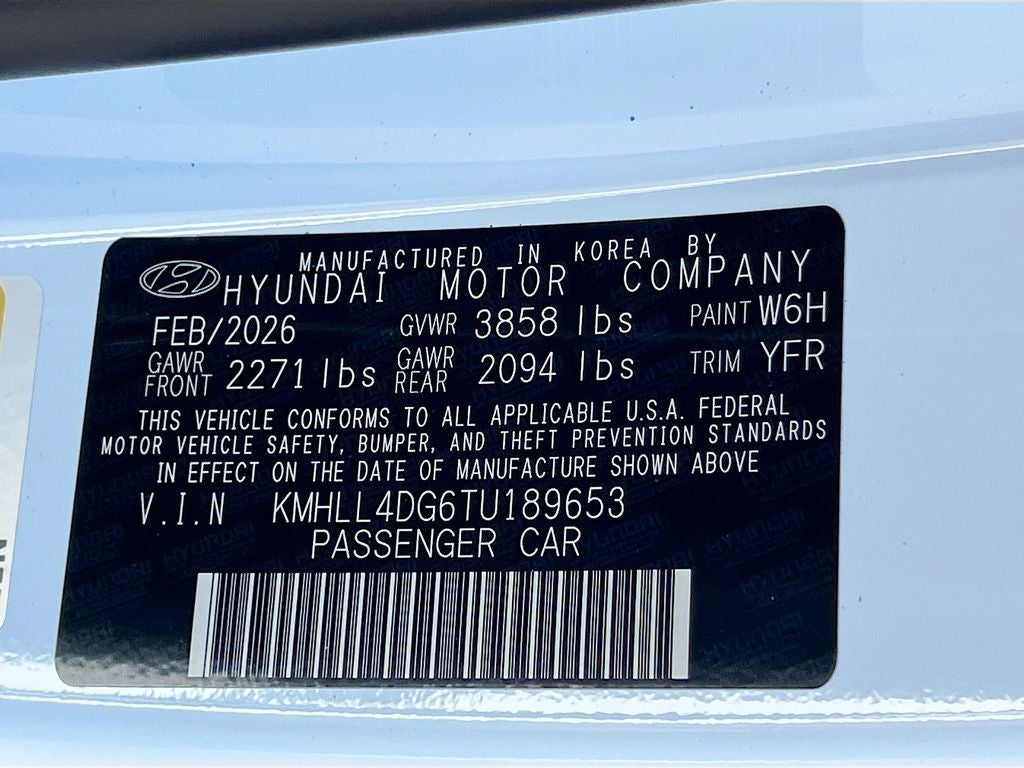 MANUFACTURED IN KOREA BY
HYUNDAI MOTOR COMPANY
FEB/2026 GVWR 3858 lbs PAINT W6H
GAWR FRONT 2271 lbs GAWR REAR 2094 lbs TRIM YFR
THIS VEHICLE CONFORMS TO ALL APPLICABLE U.S.A. FEDERAL
MOTOR VEHICLE SAFETY, BUMPER, AND THEFT PREVENTION STANDARDS
IN EFFECT ON THE DATE OF MANUFACTURE SHOWN ABOVE
V.I.N KMHLL4DG6TU189653
PASSENGER CAR